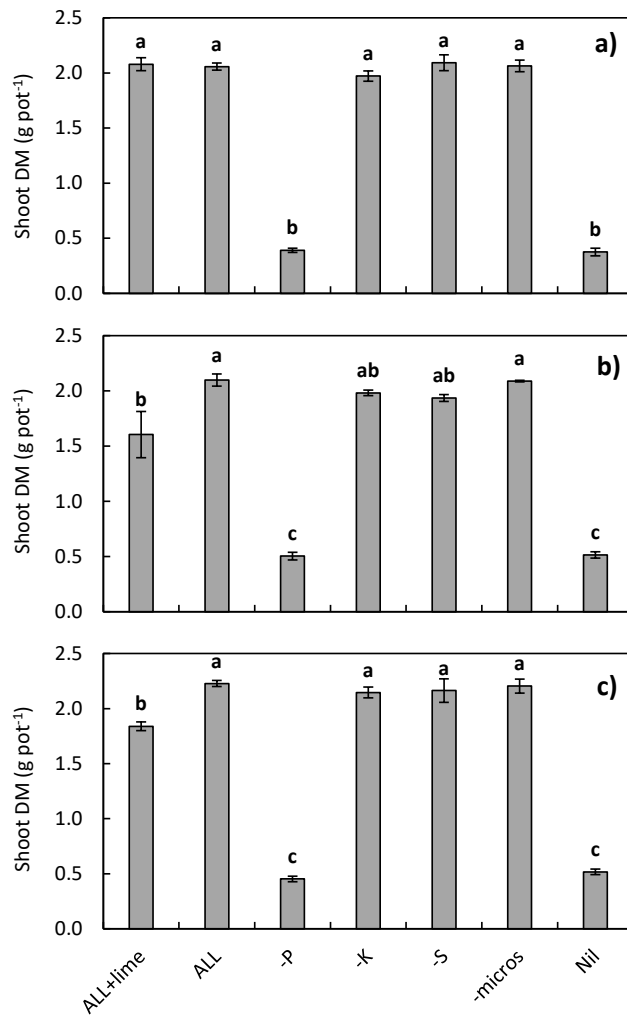 a)
Shoot DM (g pot⁻¹)
2.5
2.0
1.5
1.0
0.5
0.0
a a b a a a b
b)
Shoot DM (g pot⁻¹)
2.5
2.0
1.5
1.0
0.5
0.0
b a c ab ab a c
c)
Shoot DM (g pot⁻¹)
2.5
2.0
1.5
1.0
0.5
0.0
b a c a a a c
ALL+lime ALL -P -K -S -micros Nil